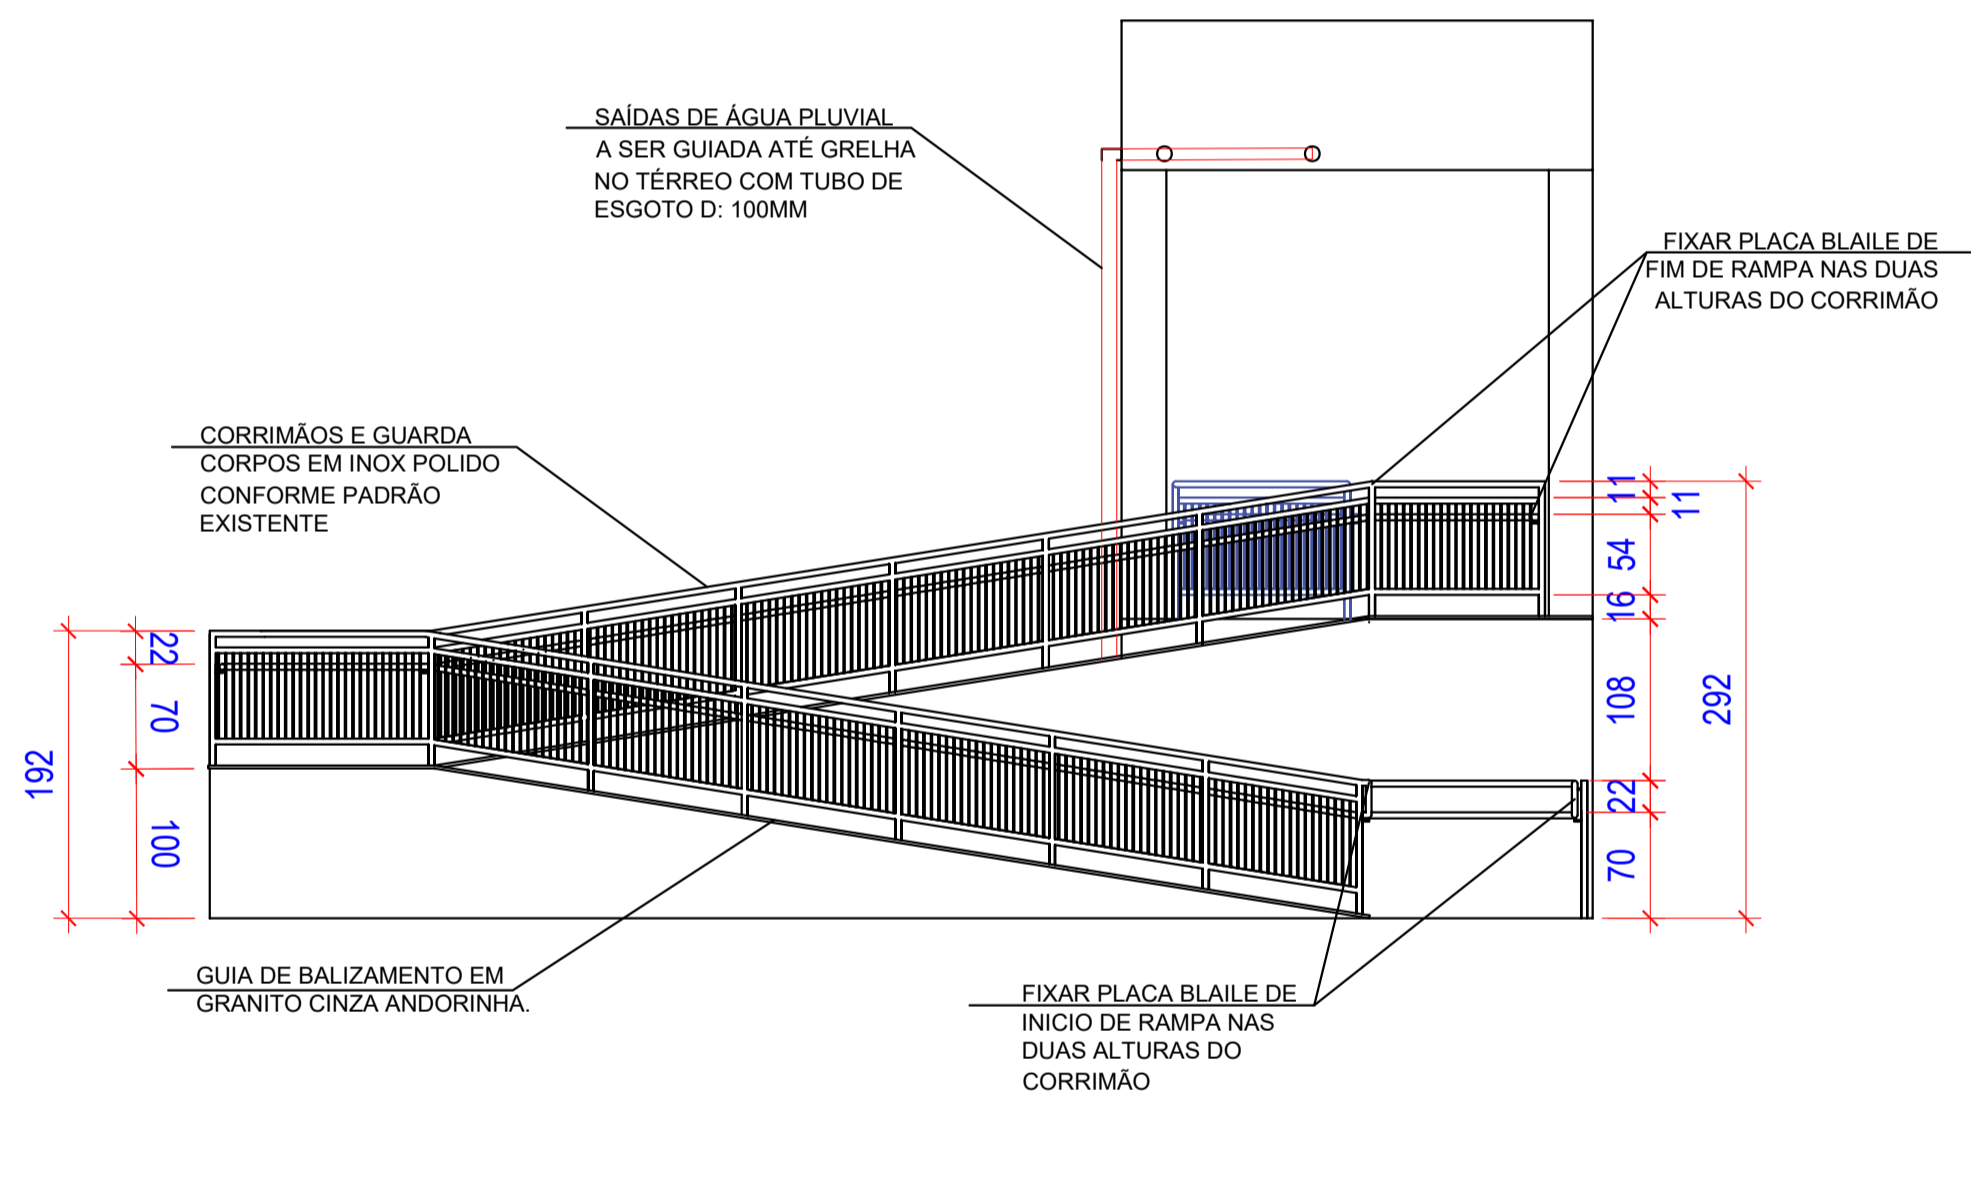 SAÍDAS DE ÁGUA PLUVIAL
A SER GUIADA ATÉ GRELHA
NO TÉRREO COM TUBO DE
ESGOTO D: 100MM
FIXAR PLACA BLAILE DE
FIM DE RAMPA NAS DUAS
ALTURAS DO CORRIMÃO
CORRIMÃOS E GUARDA
CORPOS EM INOX POLIDO
CONFORME PADRÃO
EXISTENTE
22
70
192
100
11
11
54
16
108
292
22
70
GUIA DE BALIZAMENTO EM
GRANITO CINZA ANDORINHA.
FIXAR PLACA BLAILE DE
INICIO DE RAMPA NAS
DUAS ALTURAS DO
CORRIMÃO